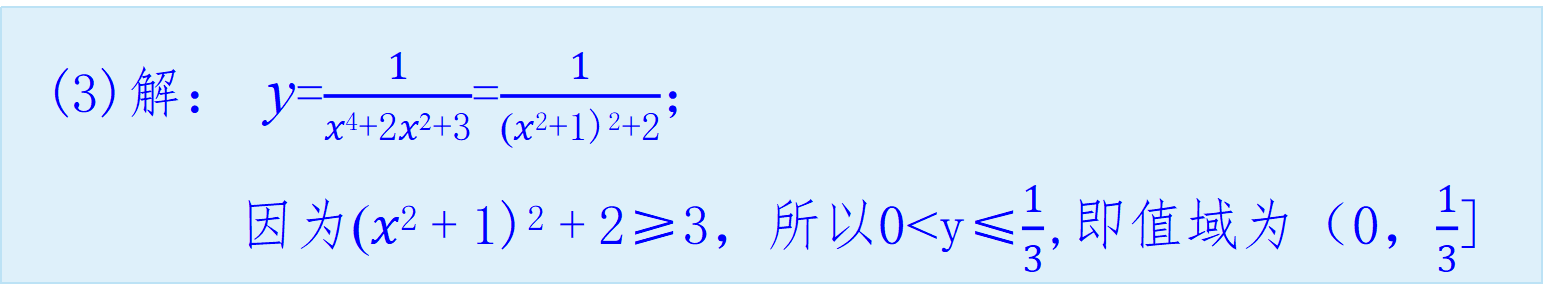 (3)解： y=1/(x⁴+2x²+3)=1/((x²+1)²+2)；
因为(x²+1)²+2≥3，所以0<y≤1/3,即值域为（0，1/3]